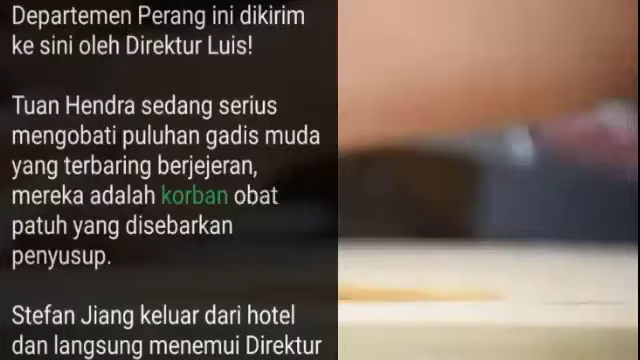 Departemen Perang ini dikirim
ke sini oleh Direktur Luis!
Tuan Hendra sedang serius
mengobati puluhan gadis muda
yang terbaring berjejeran,
mereka adalah korban obat
patuh yang disebarkan
penyusup.
Stefan Jiang keluar dari hotel
dan langsung menemui Direktur